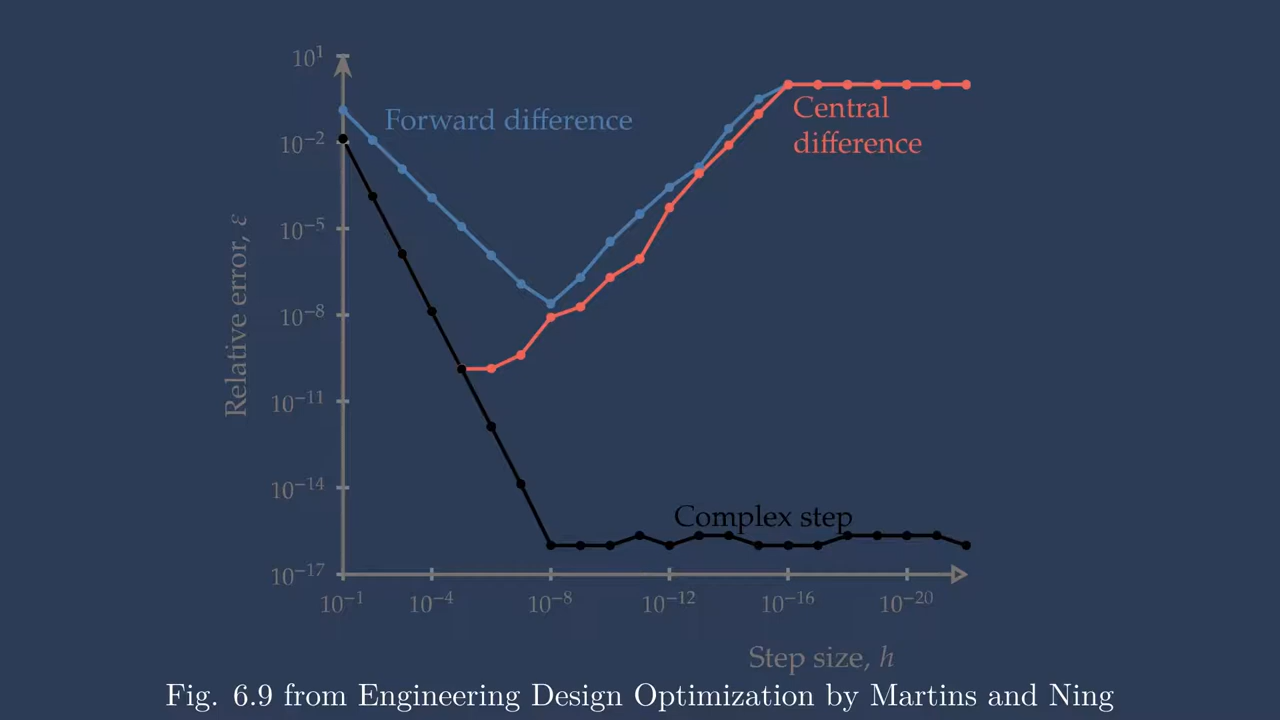 10¹
Forward difference
Central
difference
10⁻²
10⁻⁵
Relative error, ε
10⁻⁸
10⁻¹¹
10⁻¹⁴
Complex step
10⁻¹⁷
10⁻¹ 10⁻⁴ 10⁻⁸ 10⁻¹² 10⁻¹⁶ 10⁻²⁰
Step size, h
Fig. 6.9 from Engineering Design Optimization by Martins and Ning